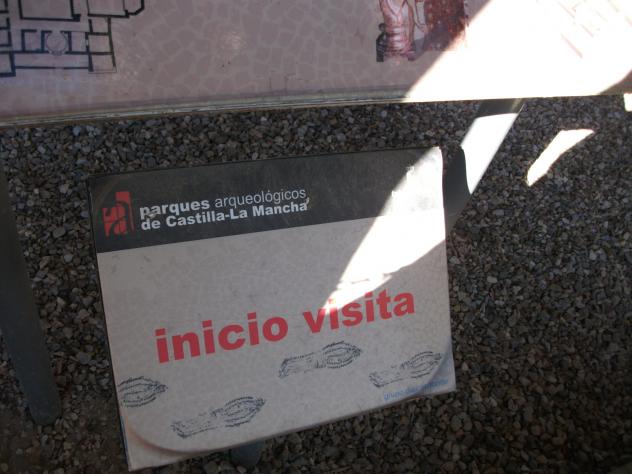 parques arqueológicos
de Castilla-La Mancha
inicio visita